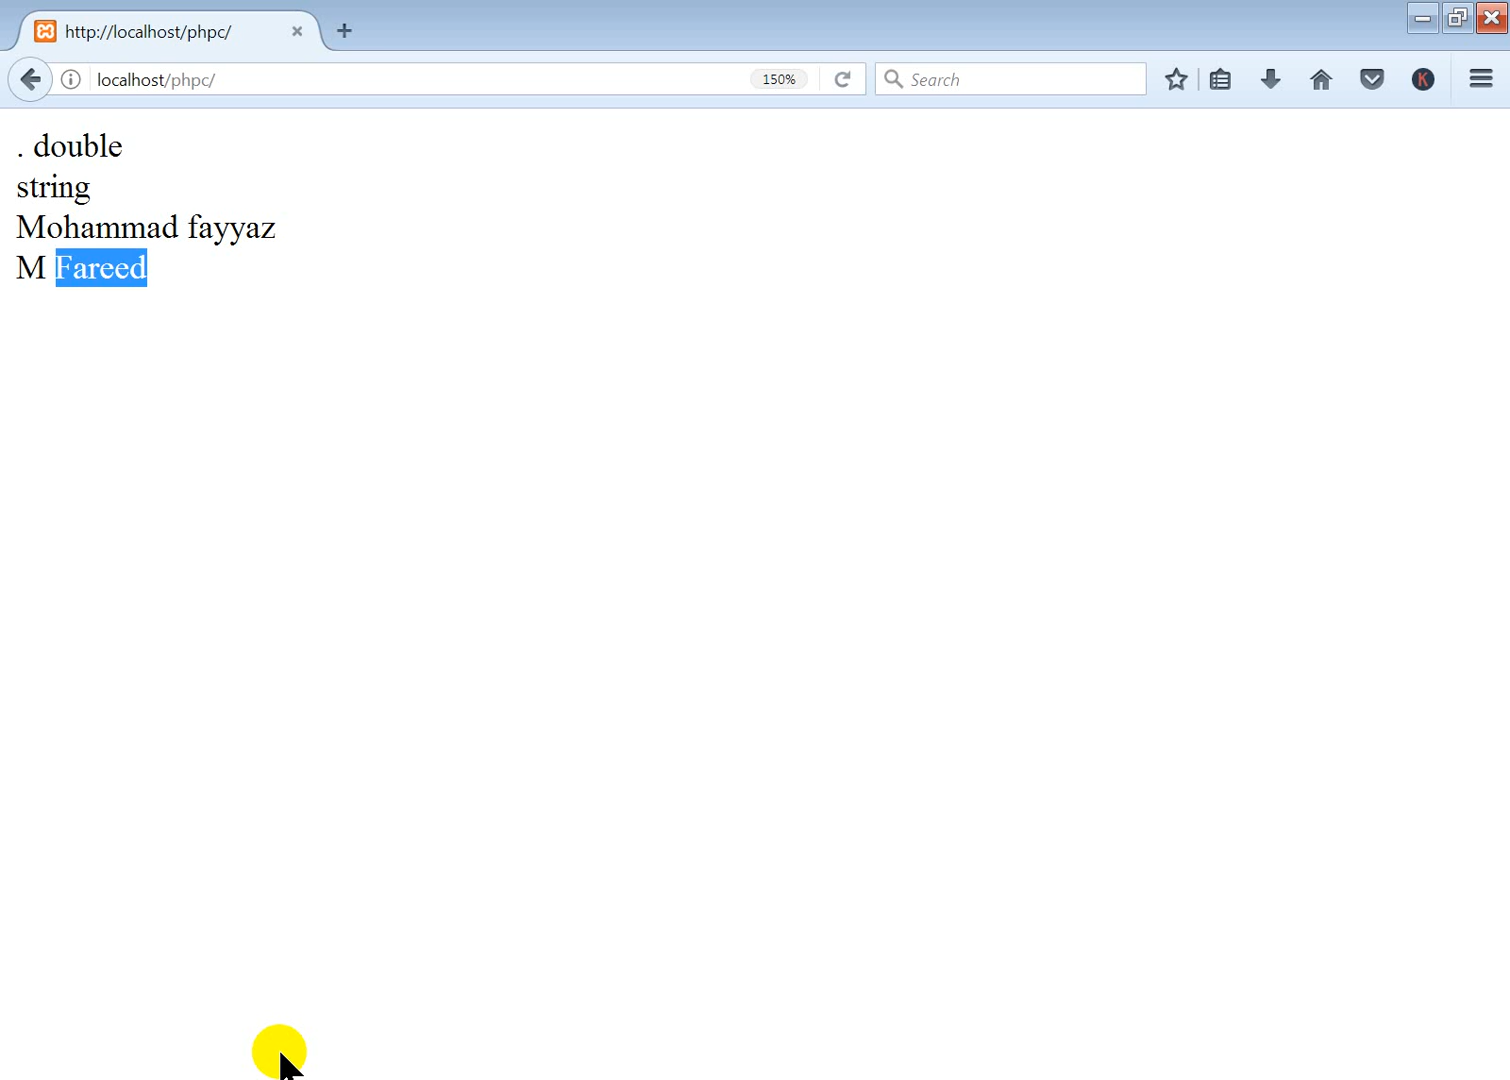 http://localhost/phpc/
localhost/phpc/
150%
Search
K
. double
string
Mohammad fayyaz
M Fareed